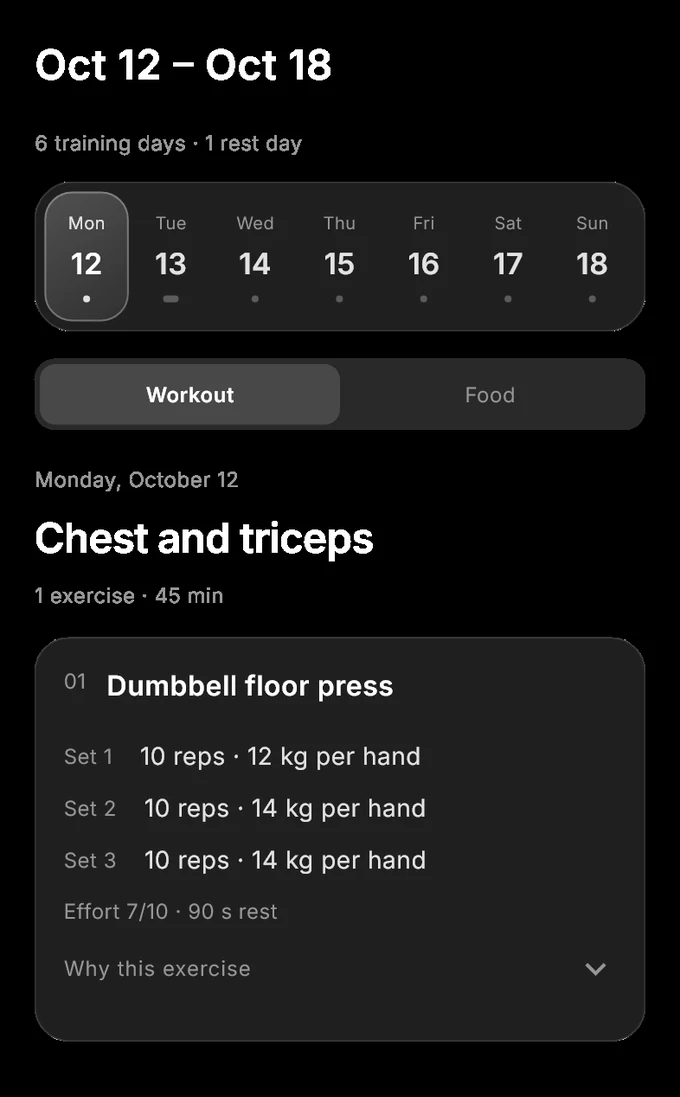 Oct 12 – Oct 18
6 training days · 1 rest day
Mon Tue Wed Thu Fri Sat Sun
12 13 14 15 16 17 18
Workout Food
Monday, October 12
Chest and triceps
1 exercise · 45 min
01 Dumbbell floor press
Set 1 10 reps · 12 kg per hand
Set 2 10 reps · 14 kg per hand
Set 3 10 reps · 14 kg per hand
Effort 7/10 · 90 s rest
Why this exercise